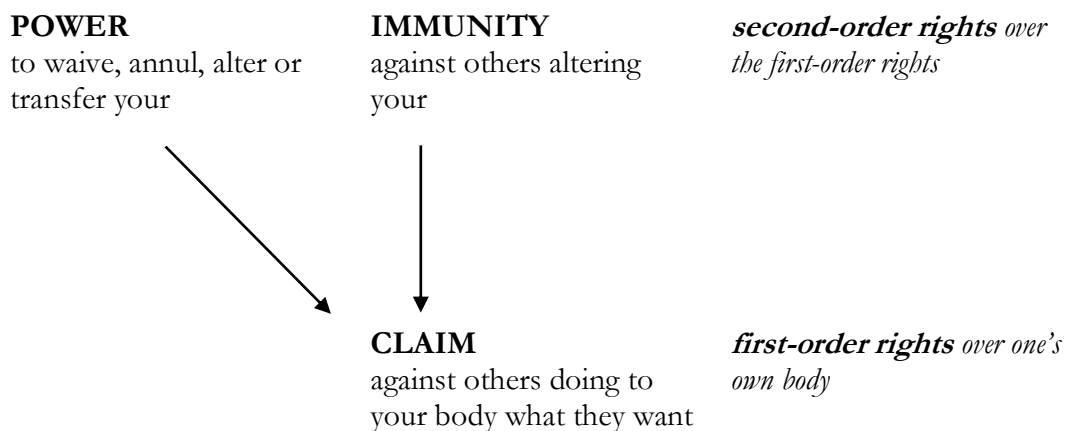 POWER
to waive, annul, alter or
transfer your
IMMUNITY
against others altering
your
second-order rights over
the first-order rights
CLAIM
against others doing to
your body what they want
first-order rights over one’s
own body